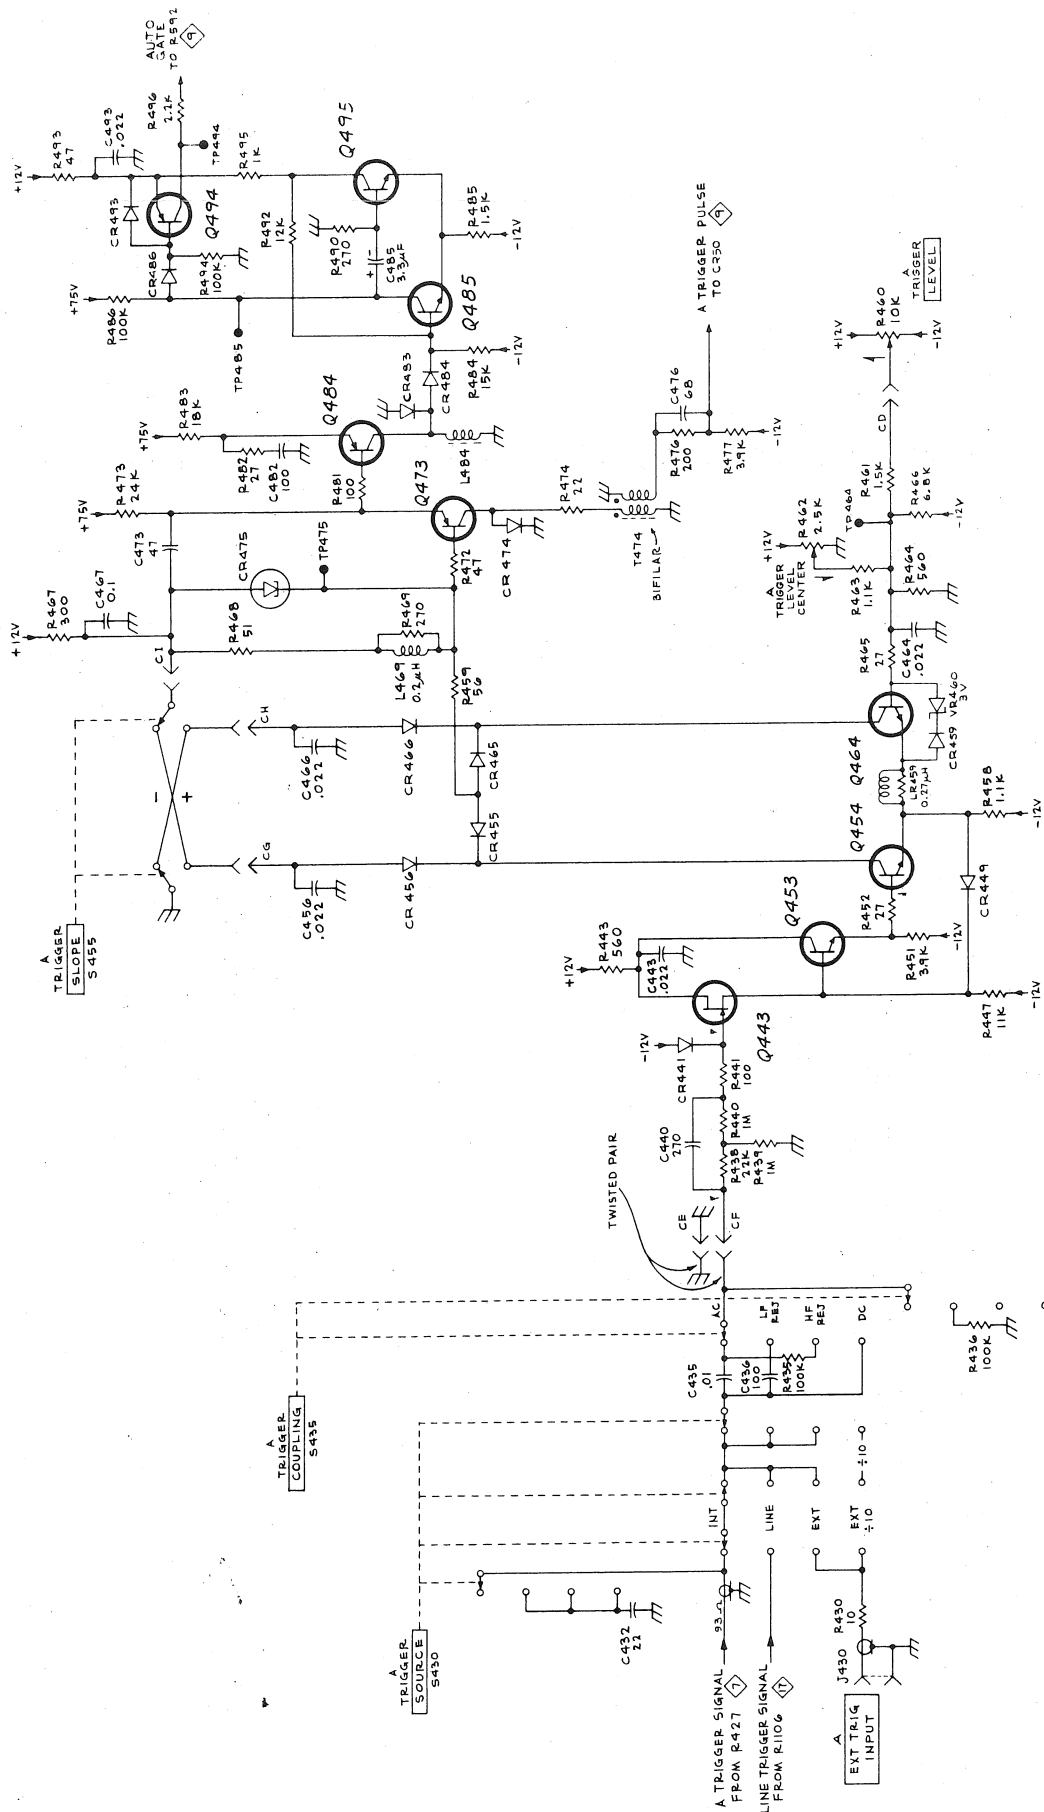 AUTO
GATE
TO R592
9
R496
2.2K
+12V
R493
47
C493
.022
TP494
R495
1K
Q495
CR493
Q494
CR486
R494
100K
R492
12K
R490
270
C485
3.3µF
+
-
R485
1.5K
-12V
+75V
R486
100K
TP485
Q485
CR483
CR484
R484
15K
-12V
A TRIGGER PULSE
TO CR50
9
+75V
R483
18K
R482
27
C482
100
Q484
R481
100
L484
C476
68
R476
200
R477
3.9K
-12V
+75V
R473
24K
C473
47
Q473
R472
47
CR474
R474
22
T474
BIFILAR
CR475
TP475
+12V
R467
300
C467
0.1
R468
51
R469
270
L469
0.2µH
R459
56
CI
CH
C466
.022
CR466
CR465
CR455
CG
C456
.022
CR456
-
+
A
TRIGGER
SLOPE
S455
A
TRIGGER
LEVEL
R460
10K
+12V
-12V
CD
R461
1.5K
R466
6.8K
-12V
TP464
R462
2.5K
+12V
A
TRIGGER
LEVEL
CENTER
R463
1.1K
R464
560
R465
27
C464
.022
VR460
3V
CR459
Q464
LR459
0.27µH
R458
1.1K
-12V
Q454
R452
27
CR449
Q453
R451
3.9K
-12V
R443
560
+12V
C443
.022
R447
11K
-12V
Q443
-12V
CR441
R441
100
R440
1M
C440
270
R438
22K
R439
1M
TWISTED PAIR
CE
CF
AC
LF
REJ
HF
REJ
DC
R436
100K
C435
.01
C436
100
R435
100K
A
TRIGGER
COUPLING
S435
÷10
INT
LINE
EXT
EXT
÷10
A
TRIGGER
SOURCE
S430
C432
22
93Ω
R430
10
J430
A TRIGGER SIGNAL
FROM R427
7
LINE TRIGGER SIGNAL
FROM R1106
17
A
EXT TRIG
INPUT